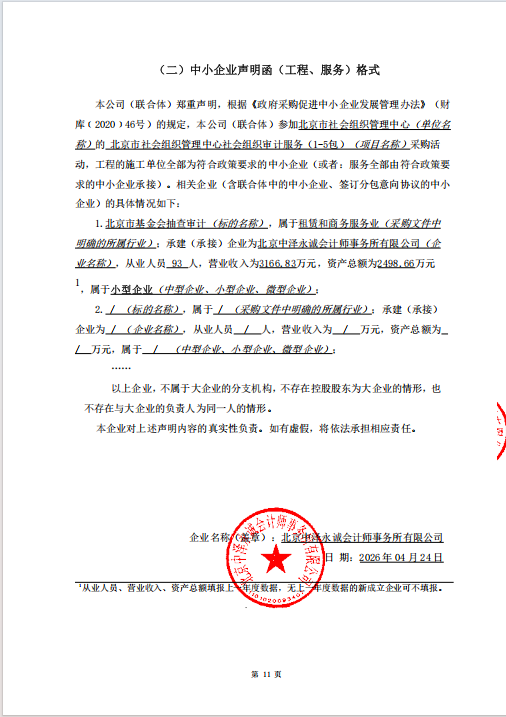 （二）中小企业声明函（工程、服务）格式
本公司（联合体）郑重声明，根据《政府采购促进中小企业发展管理办法》（财
库﹝2020﹞46号）的规定，本公司（联合体）参加北京市社会组织管理中心（单位名
称）的 北京市社会组织管理中心社会组织审计服务（1-5包）（项目名称）采购活
动，工程的施工单位全部为符合政策要求的中小企业（或者：服务全部由符合政策要
求的中小企业承接）。相关企业（含联合体中的中小企业、签订分包意向协议的中小
企业）的具体情况如下：
1.北京市基金会抽查审计（标的名称），属于租赁和商务服务业（采购文件中
明确的所属行业）；承建（承接）企业为北京中泽永诚会计师事务所有限公司（企
业名称），从业人员 93 人，营业收入为3166.83万元，资产总额为2498.66万元
1，属于小型企业（中型企业、小型企业、微型企业）；
2. / （标的名称），属于 / （采购文件中明确的所属行业）；承建（承接）
企业为 / （企业名称），从业人员 / 人，营业收入为 / 万元，资产总额为
/ 万元，属于 / （中型企业、小型企业、微型企业）；
……
以上企业，不属于大企业的分支机构，不存在控股股东为大企业的情形，也
不存在与大企业的负责人为同一人的情形。
本企业对上述声明内容的真实性负责。如有虚假，将依法承担相应责任。
企业名称（盖章）：北京中泽永诚会计师事务所有限公司
日 期：2026年04月24日
北京中泽永诚会计师事务所有限公司
1从业人员、营业收入、资产总额填报上一年度数据，无上一年度数据的新成立企业可不填报。
第 11 页